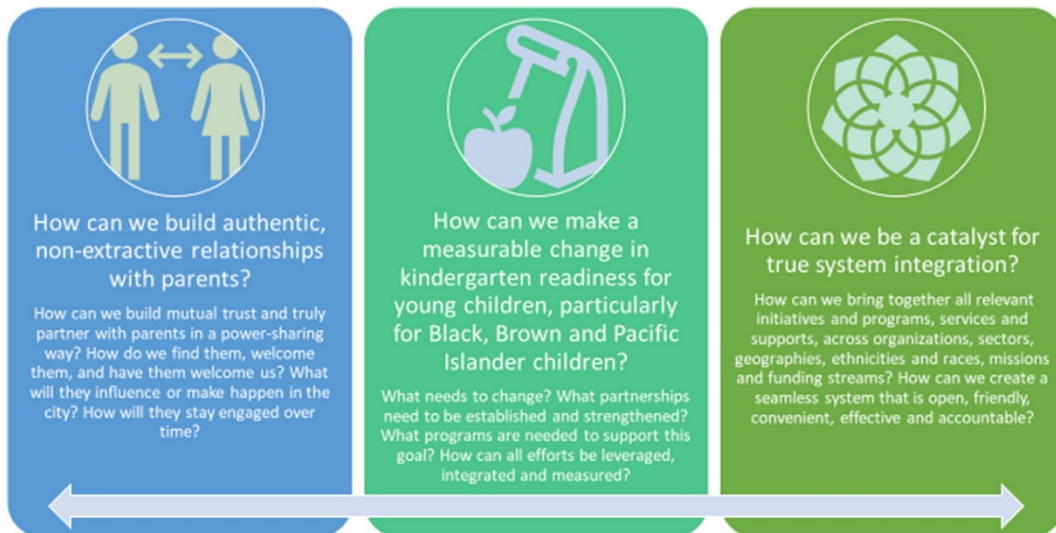 How can we build authentic,
non-extractive relationships
with parents?
How can we build mutual trust and truly
partner with parents in a power-sharing
way? How do we find them, welcome
them, and have them welcome us? What
will they influence or make happen in the
city? How will they stay engaged over
time?
How can we make a
measurable change in
kindergarten readiness for
young children, particularly
for Black, Brown and Pacific
Islander children?
What needs to change? What partnerships
need to be established and strengthened?
What programs are needed to support this
goal? How can all efforts be leveraged,
integrated and measured?
How can we be a catalyst for
true system integration?
How can we bring together all relevant
initiatives and programs, services and
supports, across organizations, sectors,
geographies, ethnicities and races, missions
and funding streams? How can we create a
seamless system that is open, friendly,
convenient, effective and accountable?